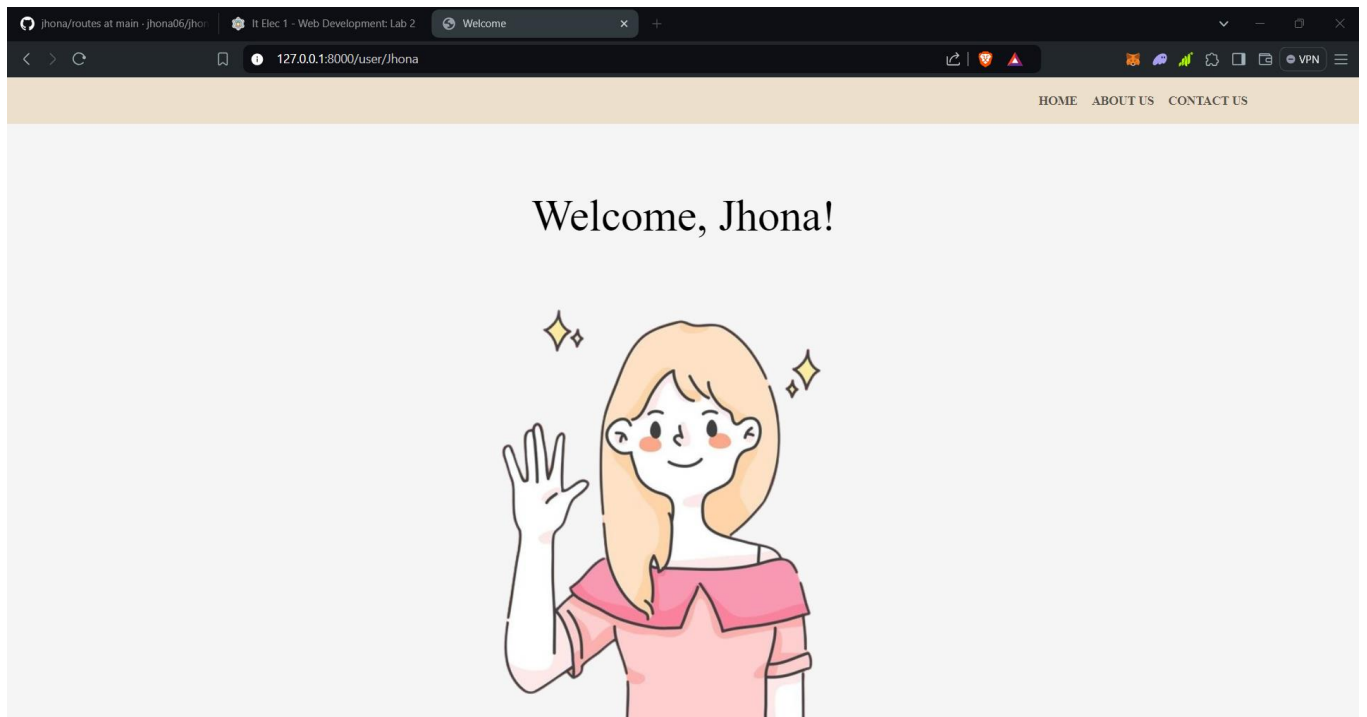 jhona/routes at main · jhona06/jhon
It Elec 1 - Web Development: Lab 2
Welcome
127.0.0.1:8000/user/Jhona
VPN
HOME ABOUT US CONTACT US
Welcome, Jhona!